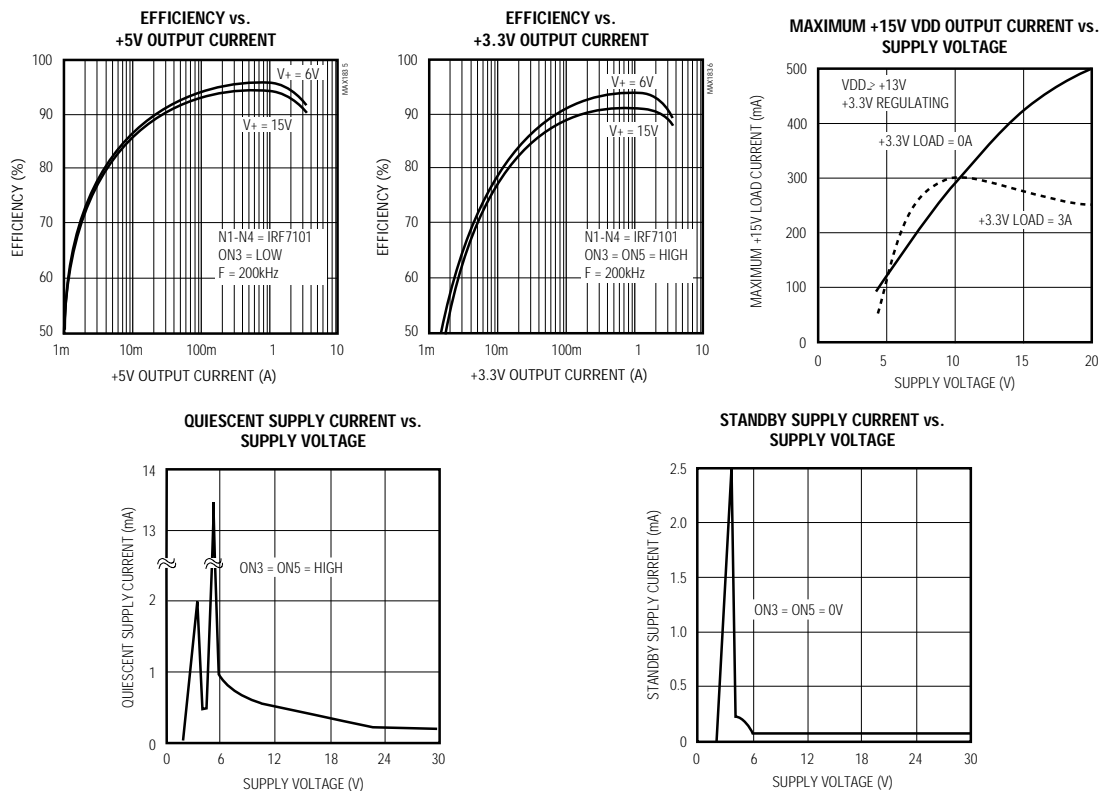 EFFICIENCY vs.
+5V OUTPUT CURRENT
100
90
80
70
60
50
EFFICIENCY (%)
V+ = 6V
V+ = 15V
N1-N4 = IRF7101
ON3 = LOW
F = 200kHz
1m
10m
100m
1
10
+5V OUTPUT CURRENT (A)
EFFICIENCY vs.
+3.3V OUTPUT CURRENT
100
90
80
70
60
50
EFFICIENCY (%)
V+ = 6V
V+ = 15V
N1-N4 = IRF7101
ON3 = ON5 = HIGH
F = 200kHz
1m
10m
100m
1
10
+3.3V OUTPUT CURRENT (A)
MAXIMUM +15V VDD OUTPUT CURRENT vs.
SUPPLY VOLTAGE
500
400
300
200
100
0
MAXIMUM +15V LOAD CURRENT (mA)
VDD > +13V
+3.3V REGULATING
+3.3V LOAD = 0A
+3.3V LOAD = 3A
0
5
10
15
20
SUPPLY VOLTAGE (V)
QUIESCENT SUPPLY CURRENT vs.
SUPPLY VOLTAGE
14
13
2
1
0
QUIESCENT SUPPLY CURRENT (mA)
ON3 = ON5 = HIGH
0
6
12
18
24
30
SUPPLY VOLTAGE (V)
STANDBY SUPPLY CURRENT vs.
SUPPLY VOLTAGE
2.5
2.0
1.5
1.0
0.5
0
STANDBY SUPPLY CURRENT (mA)
ON3 = ON5 = 0V
0
6
12
18
24
30
SUPPLY VOLTAGE (V)